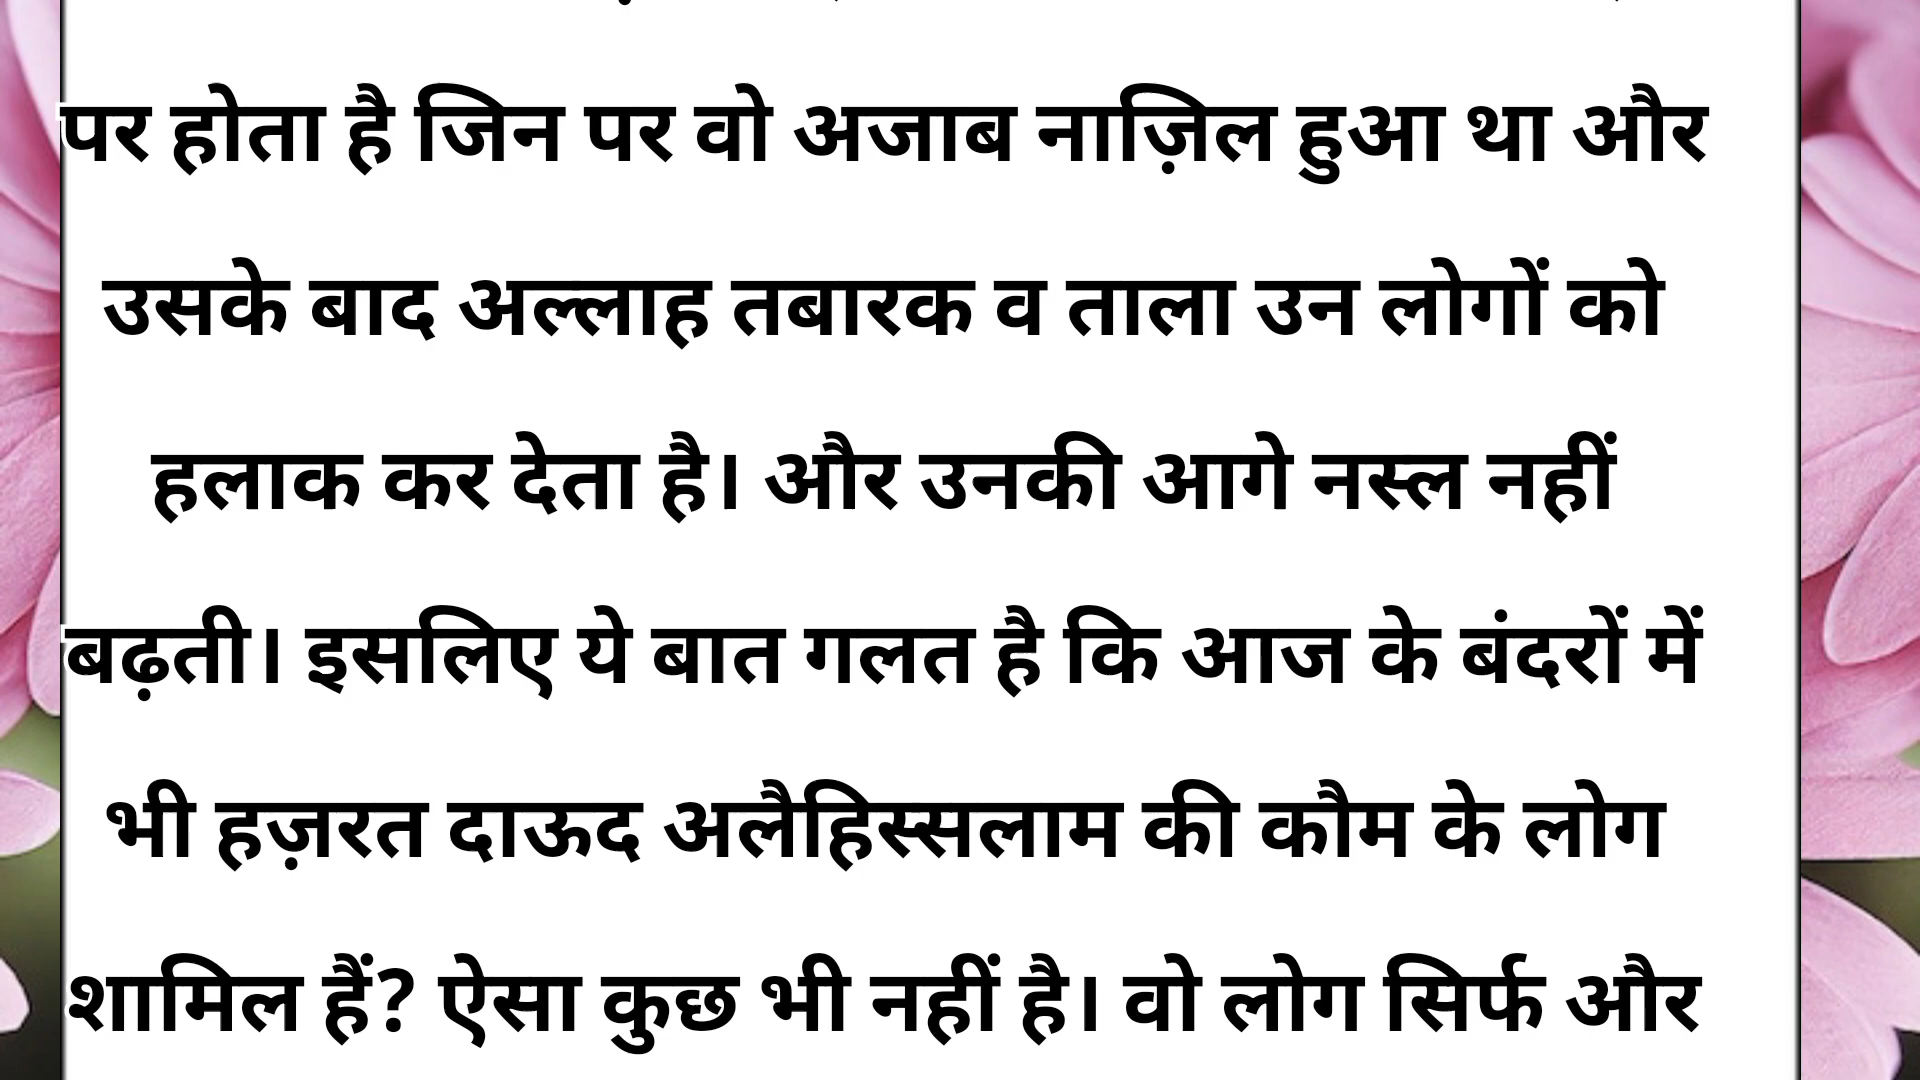 पर होता है जिन पर वो अजाब नाज़िल हुआ था और
उसके बाद अल्लाह तबारक व ताला उन लोगों को
हलाक कर देता है। और उनकी आगे नस्ल नहीं
बढ़ती। इसलिए ये बात गलत है कि आज के बंदरों में
भी हज़रत दाऊद अलैहिस्सलाम की कौम के लोग
शामिल हैं? ऐसा कुछ भी नहीं है। वो लोग सिर्फ और